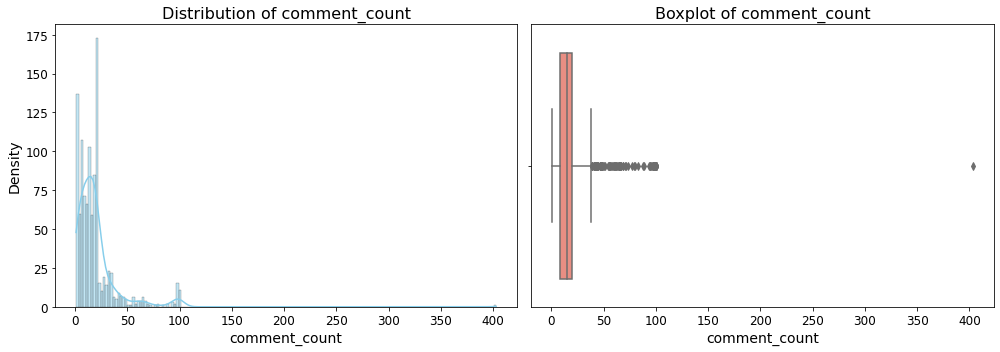 Distribution of comment_count
Density
175
150
125
100
75
50
25
0
0 50 100 150 200 250 300 350 400
comment_count
Boxplot of comment_count
0 50 100 150 200 250 300 350 400
comment_count